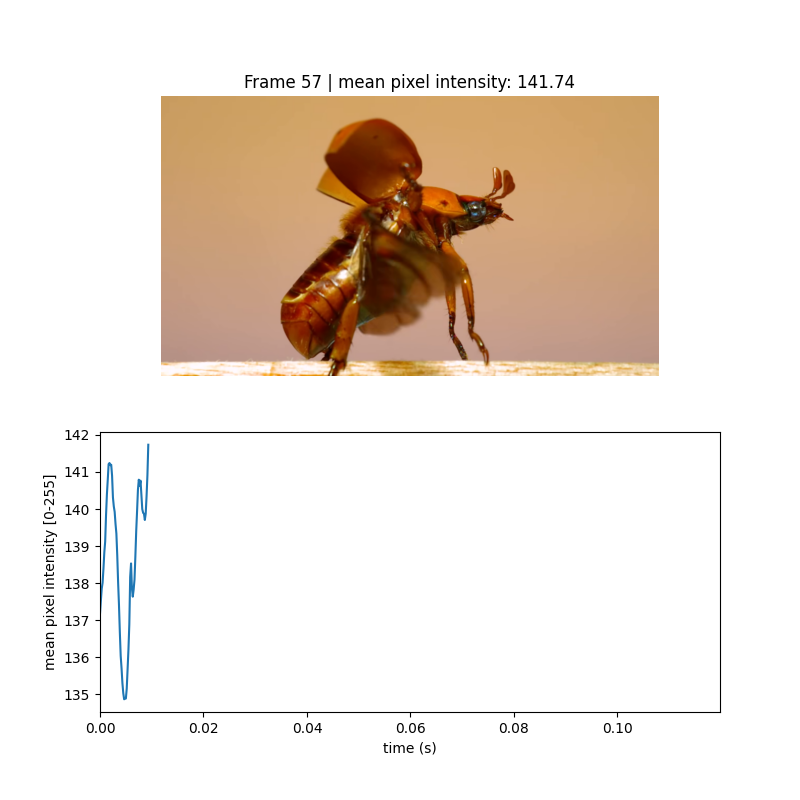 Frame 57 | mean pixel intensity: 141.74
142
141
140
139
138
137
136
135
mean pixel intensity [0-255]
0.00 0.02 0.04 0.06 0.08 0.10
time (s)